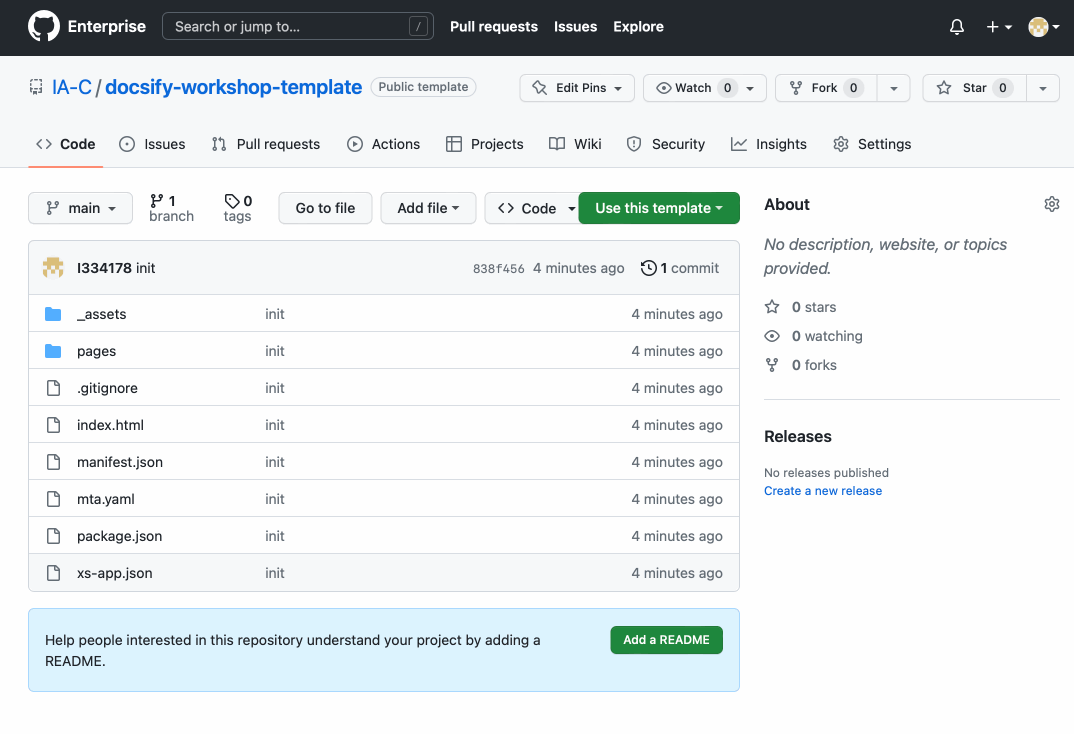 Enterprise Search or jump to... / Pull requests Issues Explore
IA-C / docsify-workshop-template Public template Edit Pins Watch 0 Fork 0 Star 0
Code Issues Pull requests Actions Projects Wiki Security Insights Settings
main 1 branch 0 tags Go to file Add file Code Use this template
I334178 init 838f456 4 minutes ago 1 commit
_assets init 4 minutes ago
pages init 4 minutes ago
.gitignore init 4 minutes ago
index.html init 4 minutes ago
manifest.json init 4 minutes ago
mta.yaml init 4 minutes ago
package.json init 4 minutes ago
xs-app.json init 4 minutes ago
Help people interested in this repository understand your project by adding a
README.
Add a README
About
No description, website, or topics
provided.
0 stars
0 watching
0 forks
Releases
No releases published
Create a new release